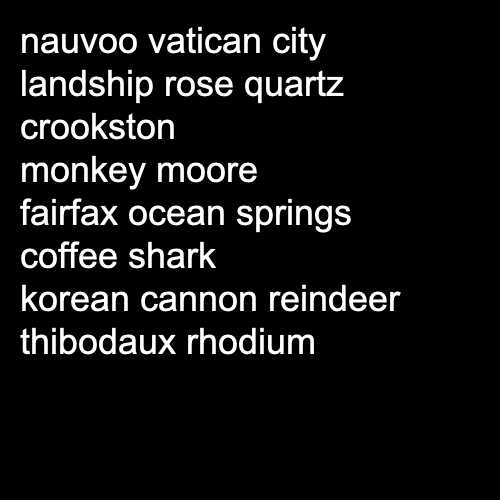 nauvoo vatican city
landship rose quartz
crookston
monkey moore
fairfax ocean springs
coffee shark
korean cannon reindeer
thibodaux rhodium